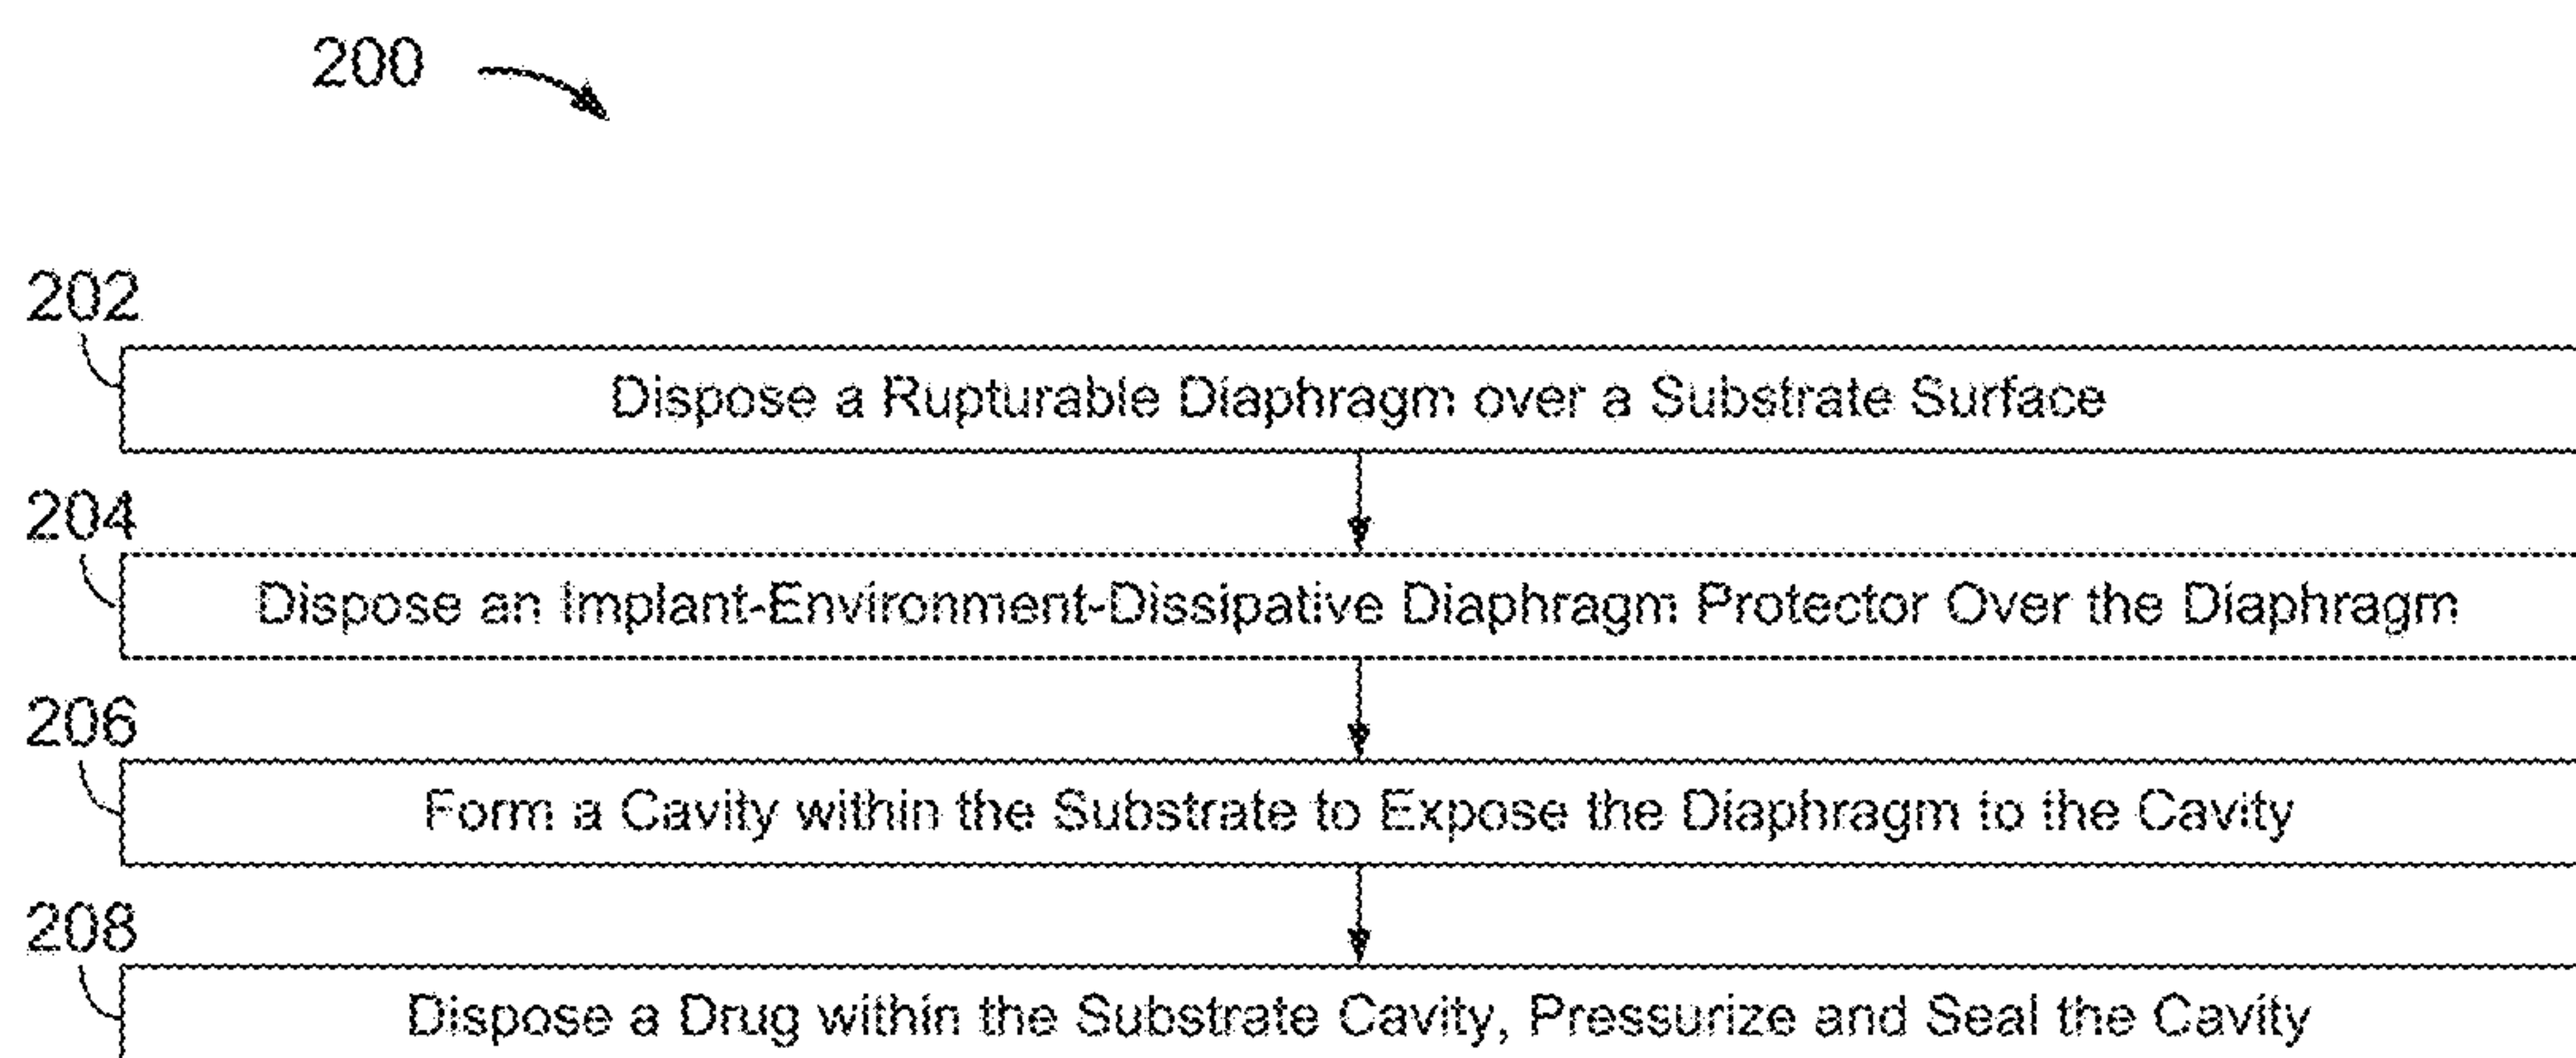 200
202
Dispose a Rupturable Diaphragm over a Substrate Surface
204
Dispose an Implant-Environment-Dissipative Diaphragm Protector Over the Diaphragm
206
Form a Cavity within the Substrate to Expose the Diaphragm to the Cavity
208
Dispose a Drug within the Substrate Cavity, Pressurize and Seal the Cavity